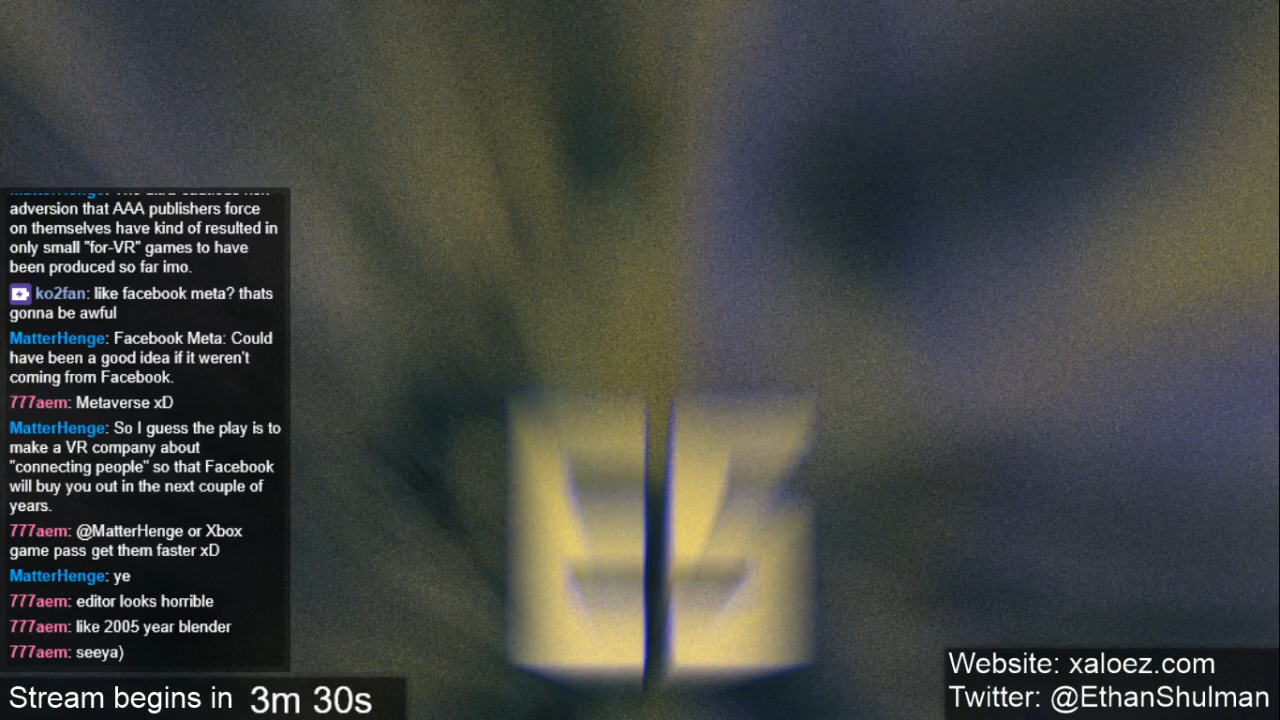 adversion that AAA publishers force
on themselves have kind of resulted in
only small "for-VR" games to have
been produced so far imo.
ko2fan: like facebook meta? thats
gonna be awful
MatterHenge: Facebook Meta: Could
have been a good idea if it weren't
coming from Facebook.
777aem: Metaverse xD
MatterHenge: So I guess the play is to
make a VR company about
"connecting people" so that Facebook
will buy you out in the next couple of
years.
777aem: @MatterHenge or Xbox
game pass get them faster xD
MatterHenge: ye
777aem: editor looks horrible
777aem: like 2005 year blender
777aem: seeya)
Stream begins in 3m 30s
Website: xaloez.com
Twitter: @EthanShulman